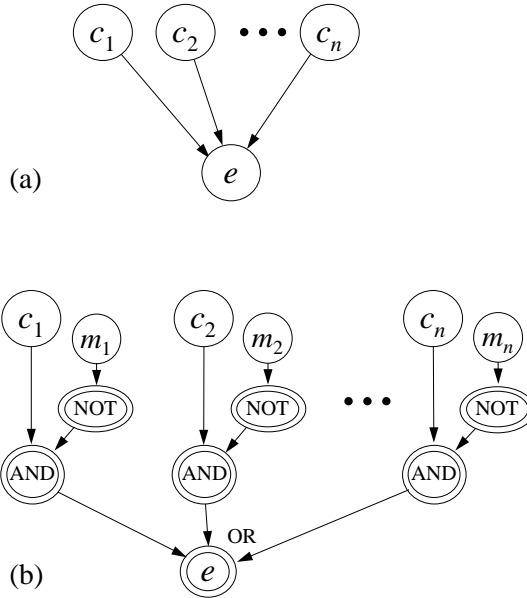 c1 c2 ••• cn
e
(a)
c1 m1 c2 m2 cn mn
NOT NOT ••• NOT
AND AND AND
OR
(b) e